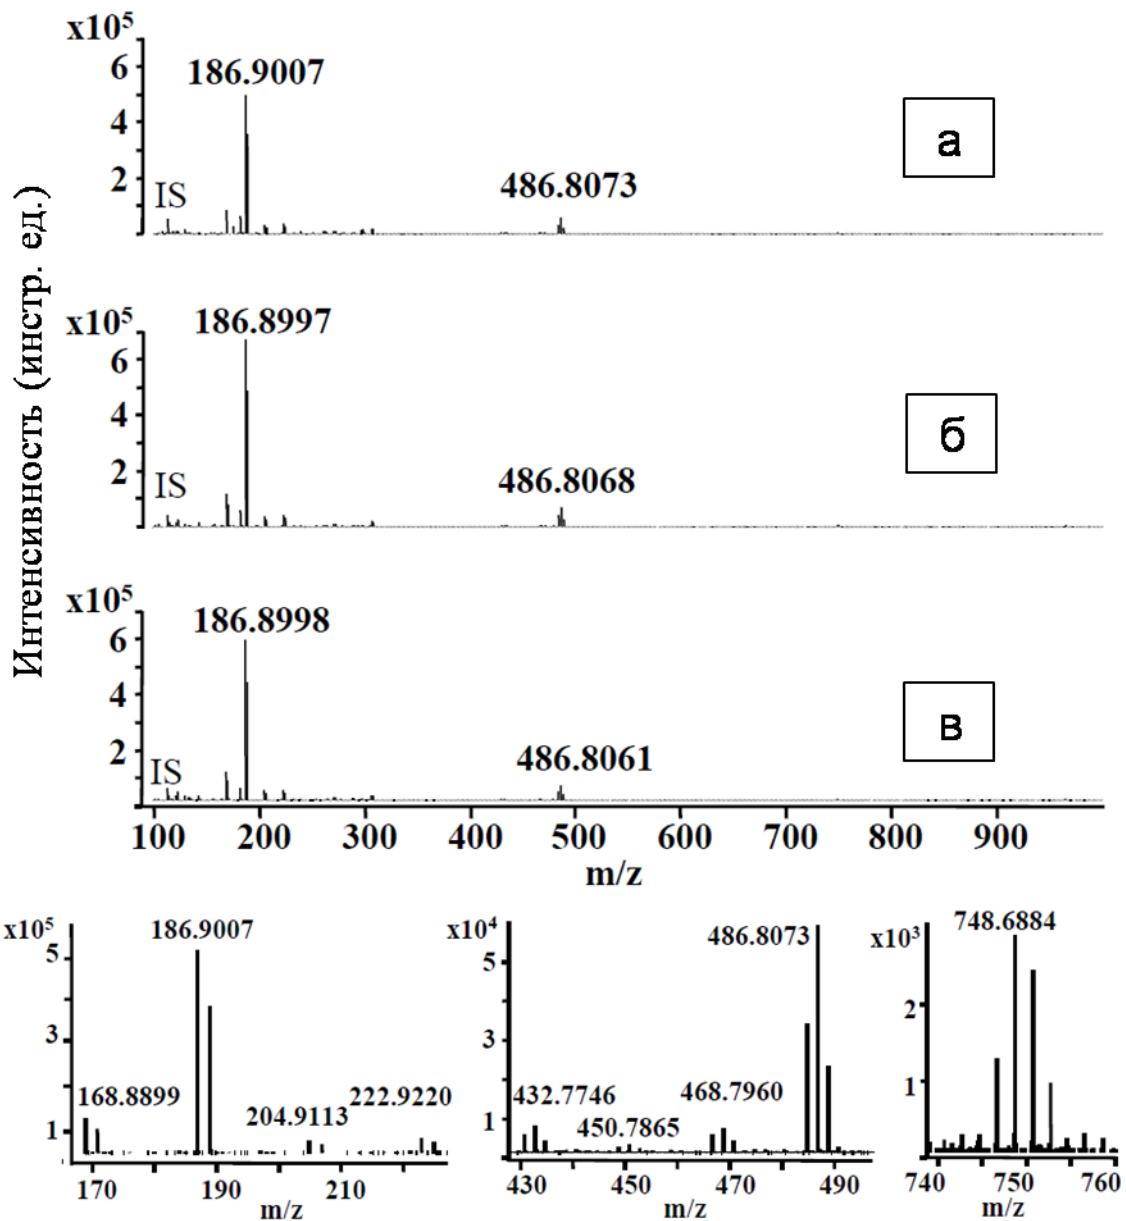 Интенсивность (инстр. ед.)
x10⁵
6
4
2
186.9007
IS
486.8073
а
x10⁵
6
4
2
186.8997
IS
486.8068
б
x10⁵
6
4
2
186.8998
IS
486.8061
в
100 200 300 400 500 600 700 800 900
m/z
x10⁵
5
3
1
186.9007
168.8899
204.9113
222.9220
170 190 210
m/z
x10⁴
5
3
1
486.8073
432.7746
450.7865
468.7960
430 450 470 490
m/z
x10³
2
1
748.6884
740 750 760
m/z